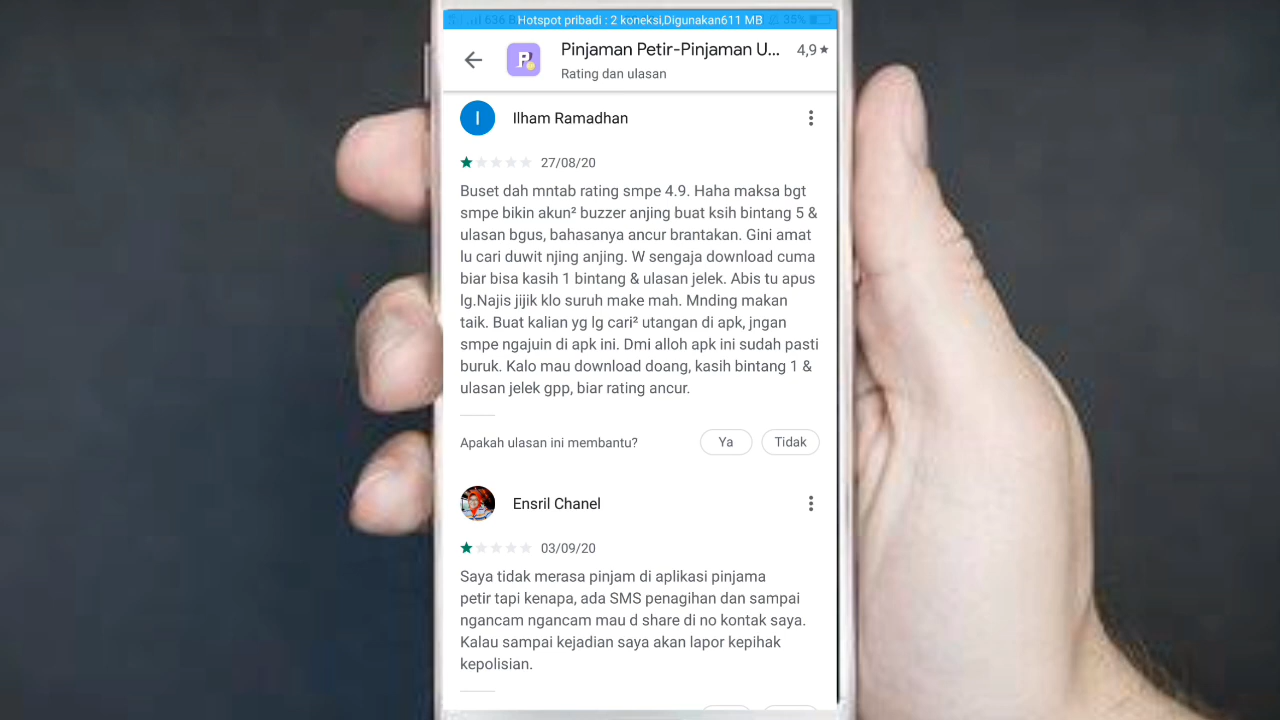 Hotspot pribadi : 2 koneksi,Digunakan611 MB 35%
Pinjaman Petir-Pinjaman U... 4,9★
Rating dan ulasan
I Ilham Ramadhan
27/08/20
Buset dah mntab rating smpe 4.9. Haha maksa bgt
smpe bikin akun² buzzer anjing buat ksih bintang 5 &
ulasan bgus, bahasanya ancur brantakan. Gini amat
lu cari duwit njing anjing. W sengaja download cuma
biar bisa kasih 1 bintang & ulasan jelek. Abis tu apus
lg.Najis jijik klo suruh make mah. Mnding makan
taik. Buat kalian yg lg cari² utangan di apk, jngan
smpe ngajuin di apk ini. Dmi alloh apk ini sudah pasti
buruk. Kalo mau download doang, kasih bintang 1 &
ulasan jelek gpp, biar rating ancur.
Apakah ulasan ini membantu? Ya Tidak
Ensril Chanel
03/09/20
Saya tidak merasa pinjam di aplikasi pinjama
petir tapi kenapa, ada SMS penagihan dan sampai
ngancam ngancam mau d share di no kontak saya.
Kalau sampai kejadian saya akan lapor kepihak
kepolisian.